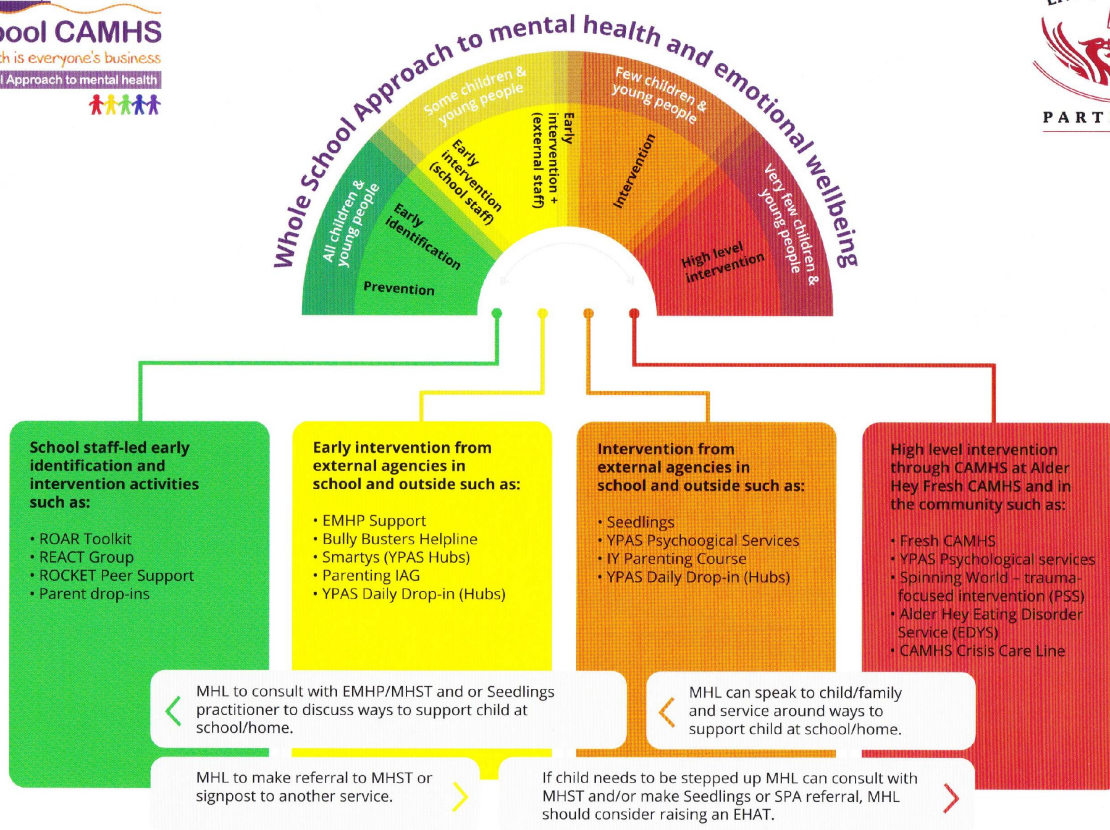 ool CAMHS
th is everyone's business
l Approach to mental health
PART
Whole School Approach to mental health and emotional wellbeing
All children &
young people
Some children &
young people
Few children &
young people
Very few children &
young people
Prevention
Early
identification
Early
intervention
(school staff)
Early
intervention +
(external staff)
Intervention
High level
intervention
School staff-led early
identification and
intervention activities
such as:
• ROAR Toolkit
• REACT Group
• ROCKET Peer Support
• Parent drop-ins
Early intervention from
external agencies in
school and outside such as:
• EMHP Support
• Bully Busters Helpline
• Smartys (YPAS Hubs)
• Parenting IAG
• YPAS Daily Drop-in (Hubs)
Intervention from
external agencies in
school and outside such as:
• Seedlings
• YPAS Psychoogical Services
• IY Parenting Course
• YPAS Daily Drop-in (Hubs)
High level intervention
through CAMHS at Alder
Hey Fresh CAMHS and in
the community such as:
• Fresh CAMHS
• YPAS Psychological services
• Spinning World – trauma-
focused intervention (PSS)
• Alder Hey Eating Disorder
Service (EDYS)
• CAMHS Crisis Care Line
MHL to consult with EMHP/MHST and or Seedlings
practitioner to discuss ways to support child at
school/home.
MHL can speak to child/family
and service around ways to
support child at school/home.
MHL to make referral to MHST or
signpost to another service.
If child needs to be stepped up MHL can consult with
MHST and/or make Seedlings or SPA referral, MHL
should consider raising an EHAT.